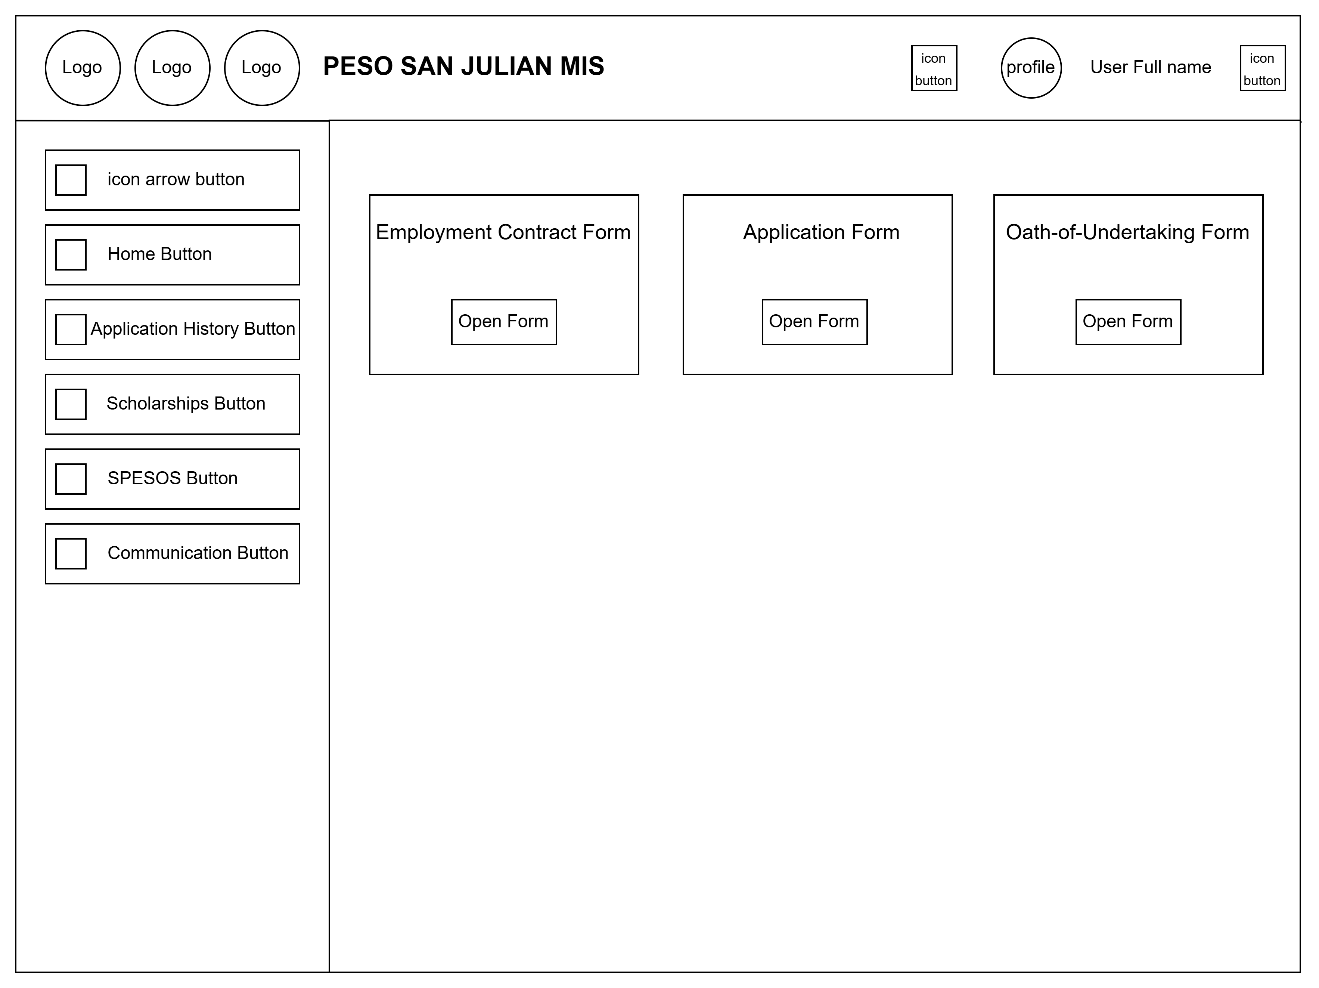 Logo
Logo
Logo
PESO SAN JULIAN MIS
icon
button
profile
User Full name
icon
button
icon arrow button
Home Button
Application History Button
Scholarships Button
SPESOS Button
Communication Button
Employment Contract Form
Open Form
Application Form
Open Form
Oath-of-Undertaking Form
Open Form